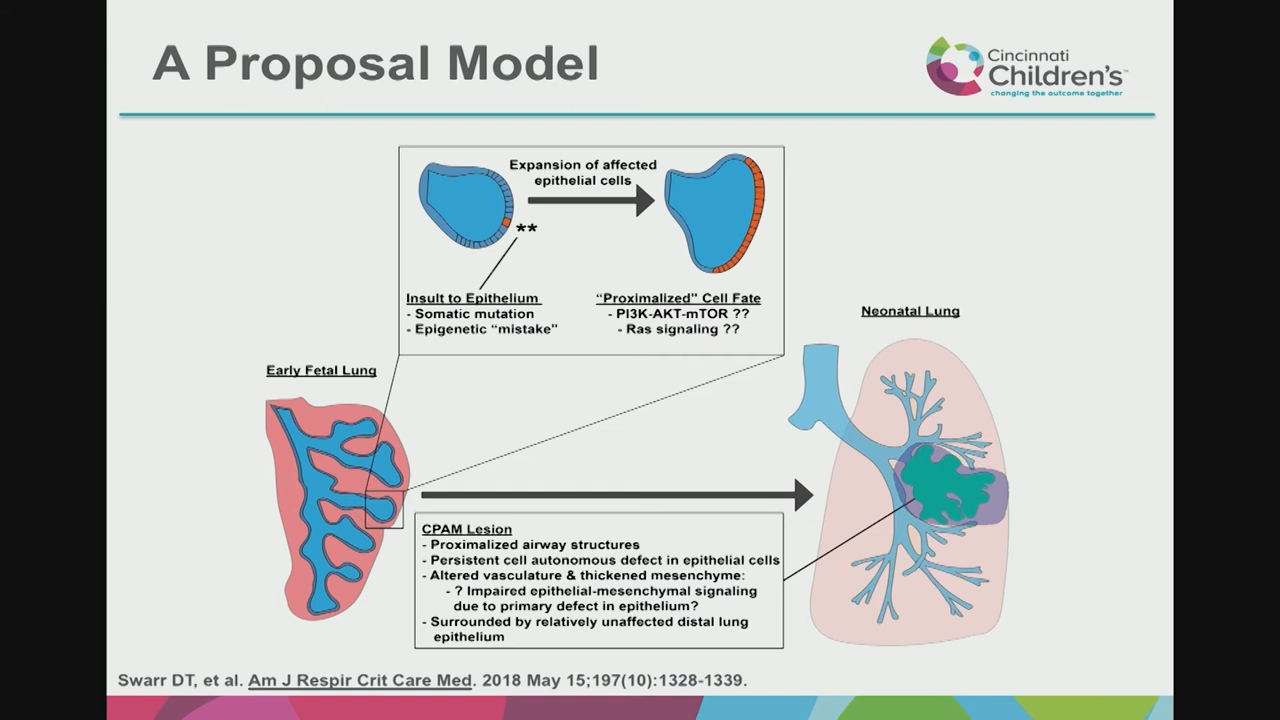 A Proposal Model
Cincinnati
Children's™
changing the outcome together
Expansion of affected
epithelial cells
**
Insult to Epithelium
- Somatic mutation
- Epigenetic “mistake”
“Proximalized” Cell Fate
- PI3K-AKT-mTOR ??
- Ras signaling ??
Early Fetal Lung
Neonatal Lung
CPAM Lesion
- Proximalized airway structures
- Persistent cell autonomous defect in epithelial cells
- Altered vasculature & thickened mesenchyme:
- ? Impaired epithelial-mesenchymal signaling
due to primary defect in epithelium?
- Surrounded by relatively unaffected distal lung
epithelium
Swarr DT, et al. Am J Respir Crit Care Med. 2018 May 15;197(10):1328-1339.